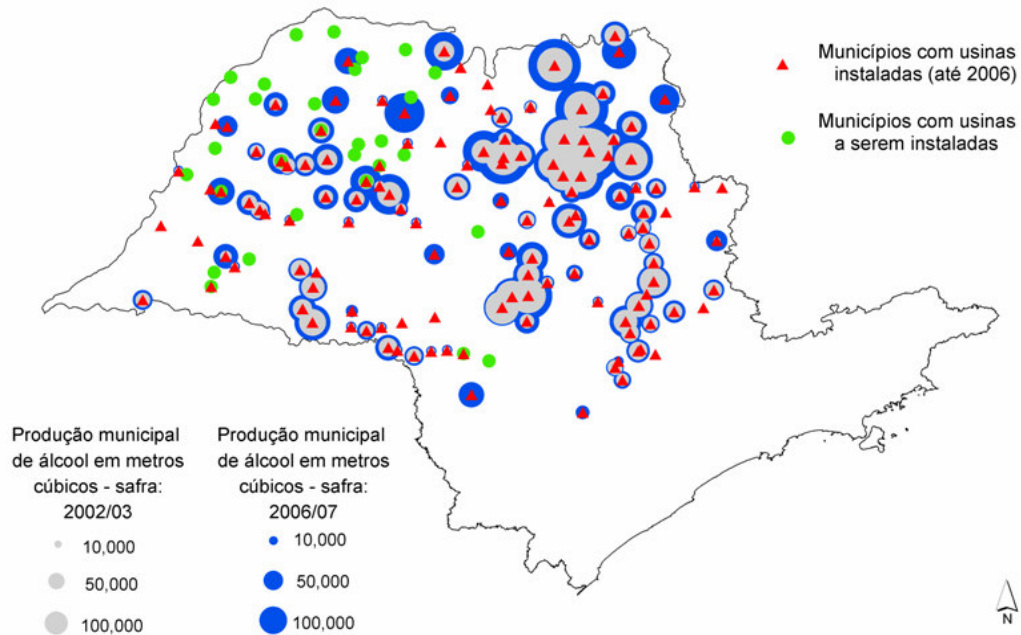 Municípios com usinas
instaladas (até 2006)
Municípios com usinas
a serem instaladas
Produção municipal
de álcool em metros
cúbicos - safra:
2002/03
10,000
50,000
100,000
Produção municipal
de álcool em metros
cúbicos - safra:
2006/07
10,000
50,000
100,000
N